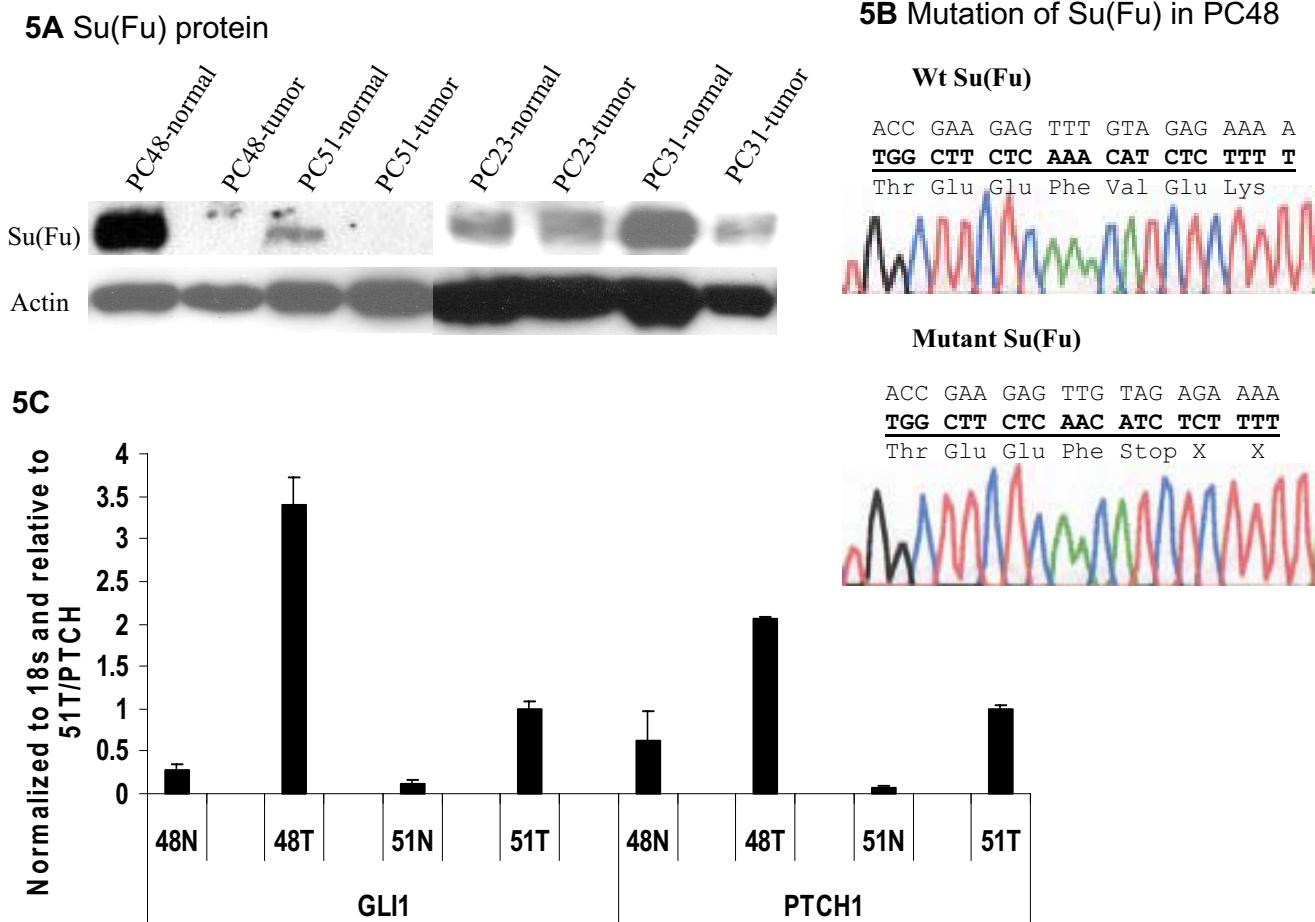 5A Su(Fu) protein
PC48-normal
PC48-tumor
PC51-normal
PC51-tumor
PC23-normal
PC23-tumor
PC31-normal
PC31-tumor
Su(Fu)
Actin
5B Mutation of Su(Fu) in PC48
Wt Su(Fu)
ACC GAA GAG TTT GTA GAG AAA A
TGG CTT CTC AAA CAT CTC TTT T
Thr Glu Glu Phe Val Glu Lys
Mutant Su(Fu)
ACC GAA GAG TTG TAG AGA AAA
TGG CTT CTC AAC ATC TCT TTT
Thr Glu Glu Phe Stop X X
5C
Normalized to 18s and relative to
51T/PTCH
4
3.5
3
2.5
2
1.5
1
0.5
0
48N 48T 51N 51T 48N 48T 51N 51T
GLI1 PTCH1